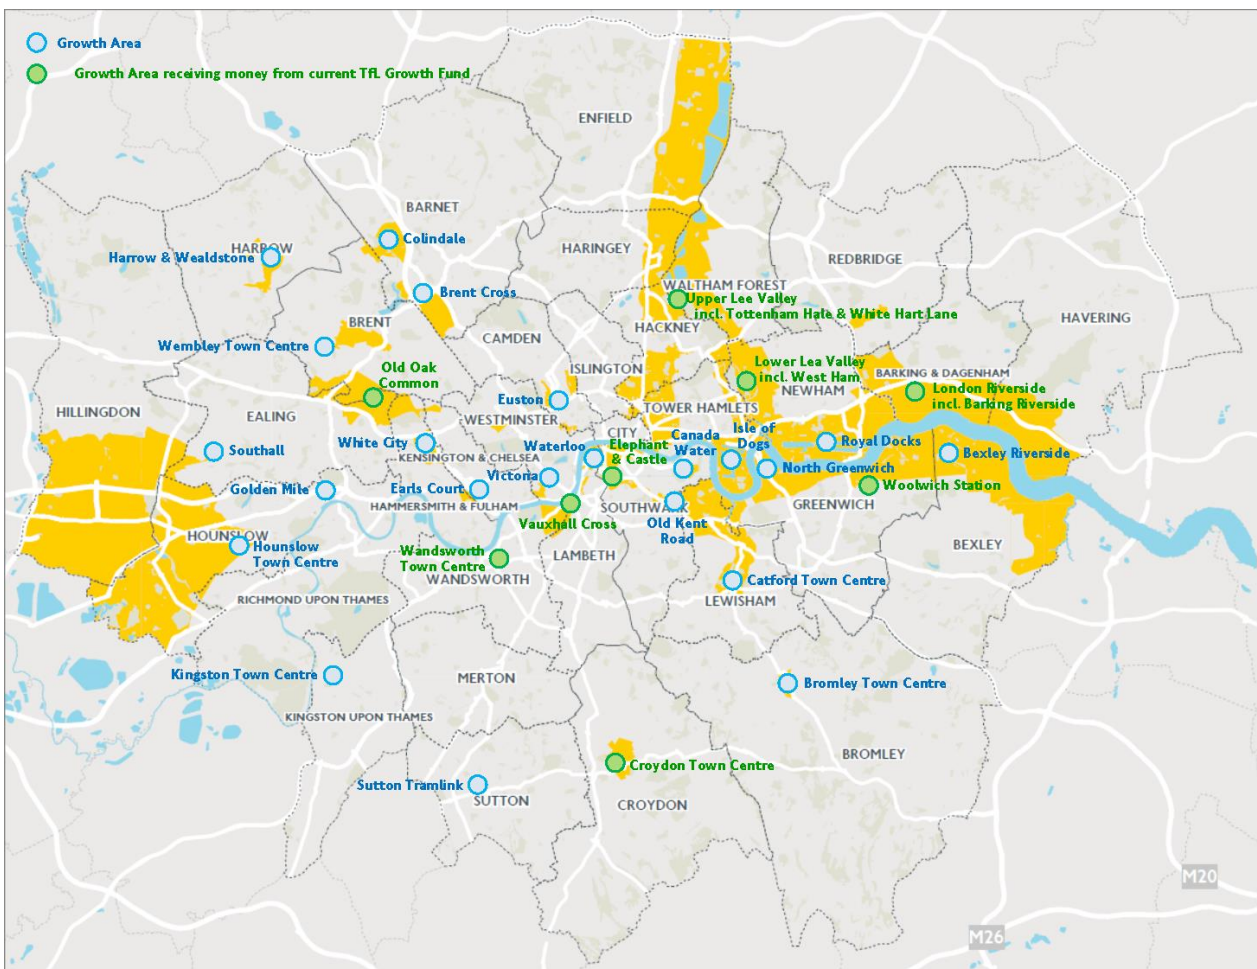 Growth Area
Growth Area receiving money from current TfL Growth Fund
ENFIELD
BARNET
Colindale
HARROW
Harrow & Wealdstone
HARINGEY
REDBRIDGE
WALTHAM FOREST
Brent Cross
Upper Lee Valley
incl. Tottenham Hale & White Hart Lane
HAVERING
BRENT
HACKNEY
CAMDEN
Wembley Town Centre
Old Oak
Common
ISLINGTON
Lower Lea Valley
incl. West Ham
BARKING & DAGENHAM
NEWHAM
London Riverside
incl. Barking Riverside
HILLINGDON
EALING
Euston
TOWER HAMLETS
WESTMINSTER
CITY
Isle of
Dogs
White City
Waterloo
Elephant
& Castle
Canada
Water
Royal Docks
Southall
KENSINGTON & CHELSEA
Bexley Riverside
North Greenwich
Victoria
Golden Mile
Earls Court
Woolwich Station
HAMMERSMITH & FULHAM
SOUTHWARK
GREENWICH
Vauxhall Cross
Old Kent
Road
HOUNSLOW
Hounslow
Town Centre
Wandsworth
Town Centre
LAMBETH
BEXLEY
WANDSWORTH
Catford Town Centre
RICHMOND UPON THAMES
LEWISHAM
Kingston Town Centre
MERTON
Bromley Town Centre
KINGSTON UPON THAMES
BROMLEY
Croydon Town Centre
Sutton Tramlink
SUTTON
CROYDON
M20
M26